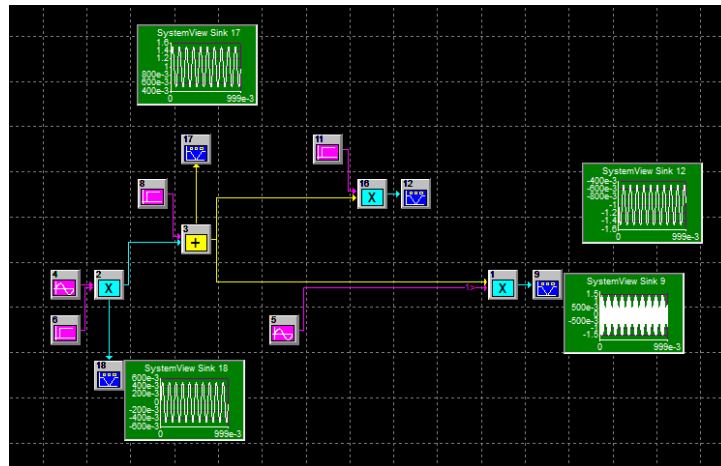 SystemView Sink 17
1.6
1.4
1.2
1
800e-3
600e-3
400e-3
0 999e-3
17
11
8
16
12
SystemView Sink 12
-400e-3
-600e-3
-800e-3
-1
-1.2
-1.4
-1.6
0 999e-3
3
+
X
4
2
X
1
X
9
SystemView Sink 9
1.5
1
500e-3
-500e-3
-1
-1.5
0 999e-3
6
5
18
SystemView Sink 18
600e-3
400e-3
200e-3
0
-200e-3
-400e-3
-600e-3
0 999e-3